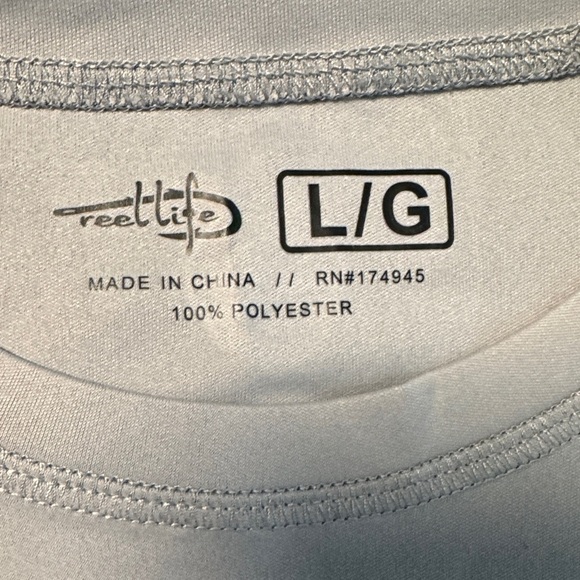 reel life L/G
MADE IN CHINA // RN#174945
100% POLYESTER